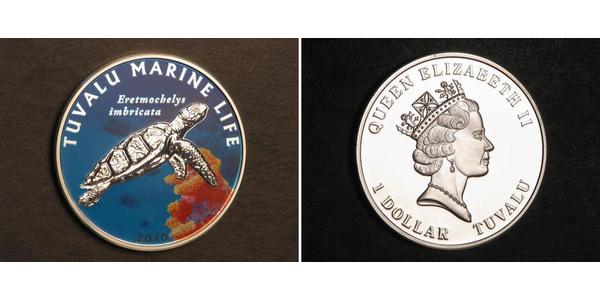 TUVALU MARINE LIFE
Eretmochelys
imbricata
2010
QUEEN ELIZABETH II
1 DOLLAR TUVALU